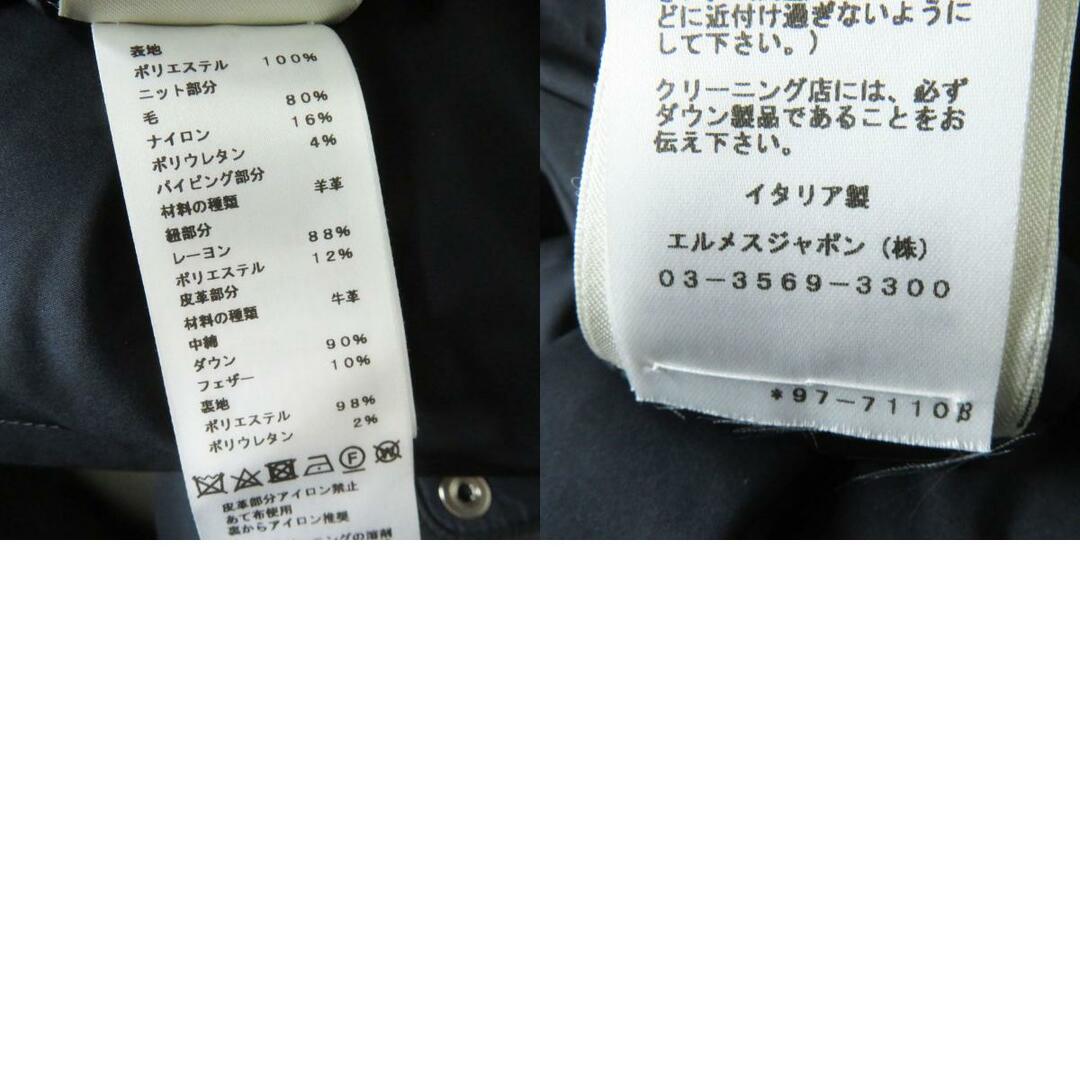 表地
ポリエステル 100%
ニット部分
毛 80%
ナイロン 16%
ポリウレタン 4%
パイピング部分
材料の種類 羊革
紐部分
レーヨン 88%
ポリエステル 12%
皮革部分
材料の種類 牛革
中綿
ダウン 90%
フェザー 10%
裏地
ポリエステル 98%
ポリウレタン 2%
F W
皮革部分アイロン禁止
あて布使用
裏からアイロン推奨
ングの溶剤
どに近付け過ぎないように
して下さい。)
クリーニング店には、必ず
ダウン製品であることをお
伝え下さい。
イタリア製
エルメスジャポン (株)
03-3569-3300
*97-7110β